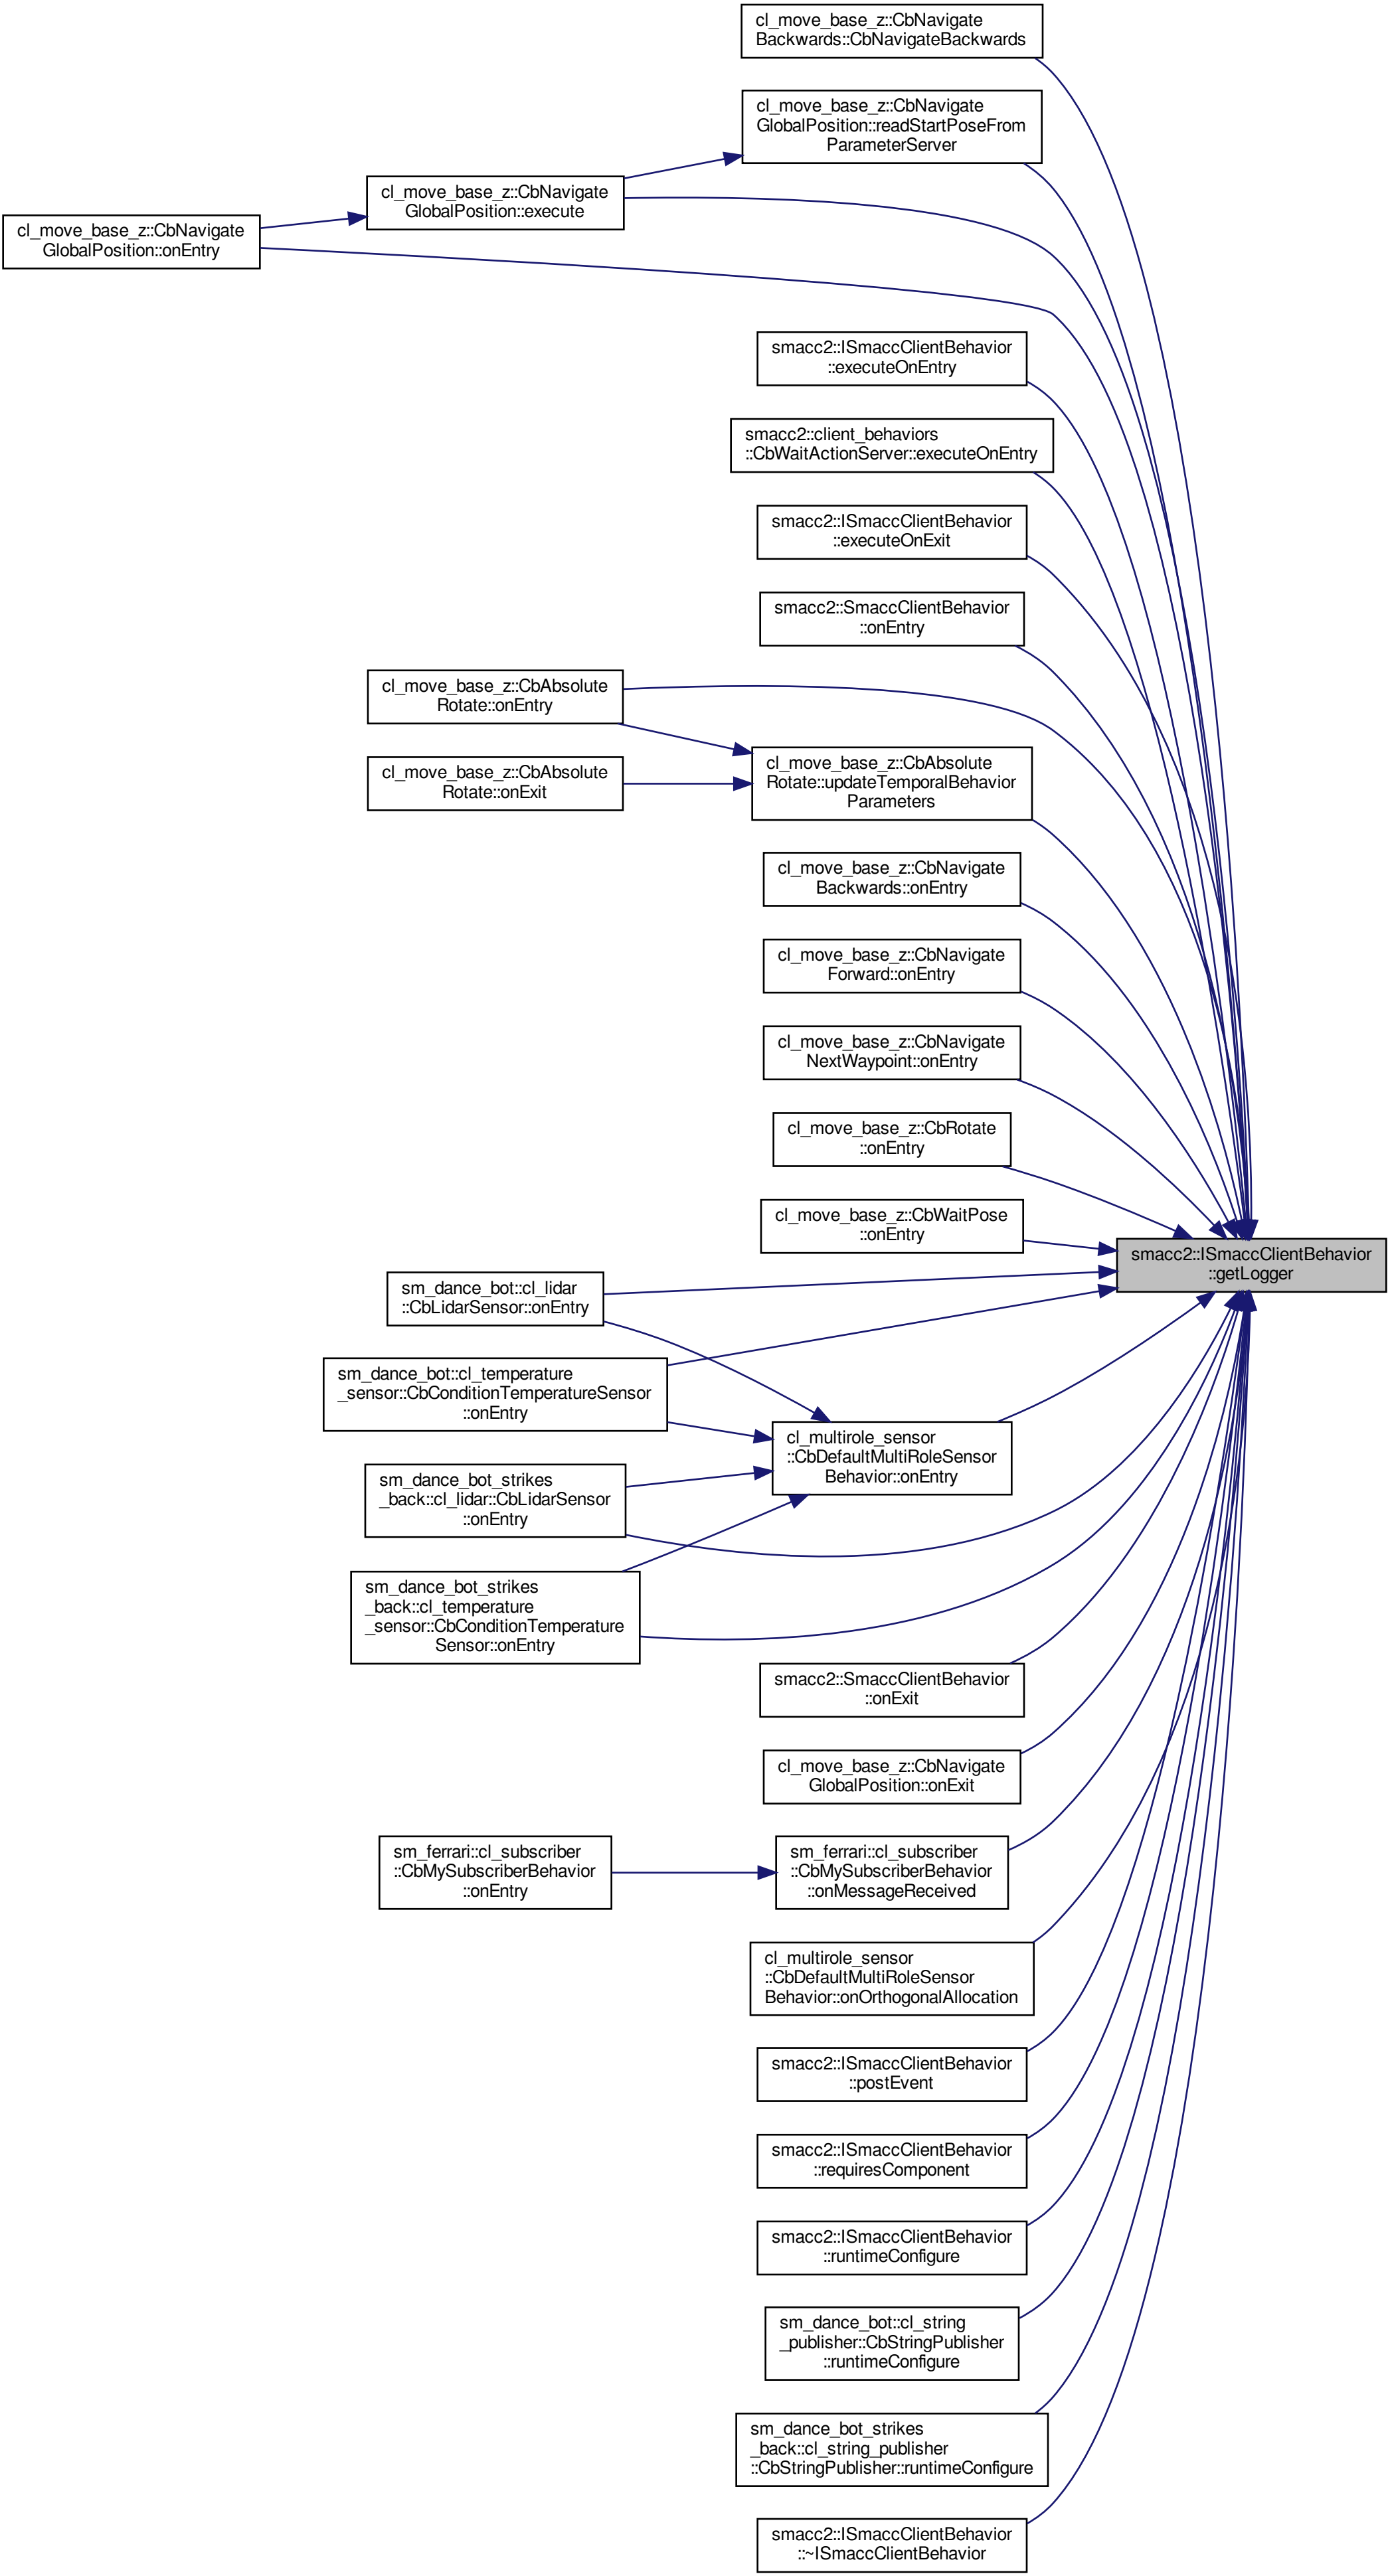 cl_move_base_z::CbNavigate
Backwards::CbNavigateBackwards
cl_move_base_z::CbNavigate
GlobalPosition::readStartPoseFrom
ParameterServer
cl_move_base_z::CbNavigate
GlobalPosition::execute
cl_move_base_z::CbNavigate
GlobalPosition::onEntry
smacc2::ISmaccClientBehavior
::executeOnEntry
smacc2::client_behaviors
::CbWaitActionServer::executeOnEntry
smacc2::ISmaccClientBehavior
::executeOnExit
smacc2::SmaccClientBehavior
::onEntry
cl_move_base_z::CbAbsolute
Rotate::onEntry
cl_move_base_z::CbAbsolute
Rotate::updateTemporalBehavior
Parameters
cl_move_base_z::CbAbsolute
Rotate::onExit
cl_move_base_z::CbNavigate
Backwards::onEntry
cl_move_base_z::CbNavigate
Forward::onEntry
cl_move_base_z::CbNavigate
NextWaypoint::onEntry
cl_move_base_z::CbRotate
::onEntry
cl_move_base_z::CbWaitPose
::onEntry
smacc2::ISmaccClientBehavior
::getLogger
sm_dance_bot::cl_lidar
::CbLidarSensor::onEntry
sm_dance_bot::cl_temperature
_sensor::CbConditionTemperatureSensor
::onEntry
cl_multirole_sensor
::CbDefaultMultiRoleSensor
Behavior::onEntry
sm_dance_bot_strikes
_back::cl_lidar::CbLidarSensor
::onEntry
sm_dance_bot_strikes
_back::cl_temperature
_sensor::CbConditionTemperature
Sensor::onEntry
smacc2::SmaccClientBehavior
::onExit
cl_move_base_z::CbNavigate
GlobalPosition::onExit
sm_ferrari::cl_subscriber
::CbMySubscriberBehavior
::onEntry
sm_ferrari::cl_subscriber
::CbMySubscriberBehavior
::onMessageReceived
cl_multirole_sensor
::CbDefaultMultiRoleSensor
Behavior::onOrthogonalAllocation
smacc2::ISmaccClientBehavior
::postEvent
smacc2::ISmaccClientBehavior
::requiresComponent
smacc2::ISmaccClientBehavior
::runtimeConfigure
sm_dance_bot::cl_string
_publisher::CbStringPublisher
::runtimeConfigure
sm_dance_bot_strikes
_back::cl_string_publisher
::CbStringPublisher::runtimeConfigure
smacc2::ISmaccClientBehavior
::~ISmaccClientBehavior